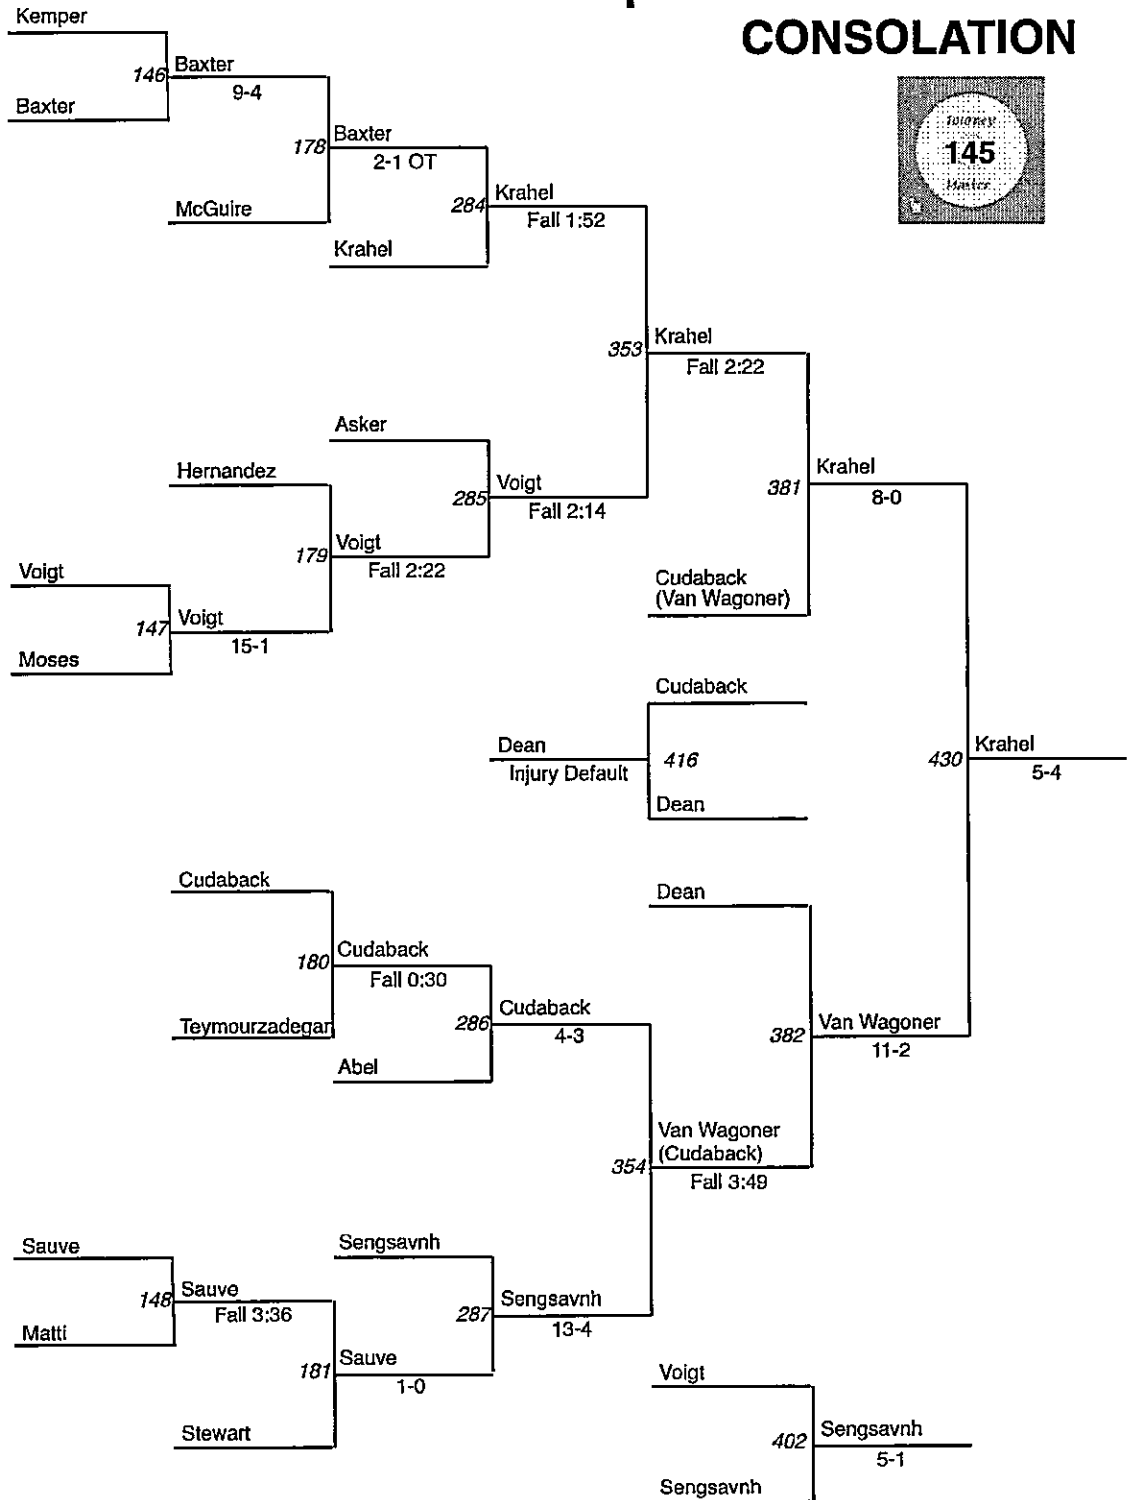 CONSOLATION
Tourney
145
Master
Kemper
146
Baxter
9-4
Baxter
178
Baxter
2-1 OT
McGuire
284
Krahel
Fall 1:52
Krahel
353
Krahel
Fall 2:22
Asker
Hernandez
285
Voigt
Fall 2:14
381
Krahel
8-0
179
Voigt
Fall 2:22
Voigt
147
Voigt
15-1
Moses
Cudaback
(Van Wagoner)
Cudaback
Dean
Injury Default
416
Dean
430
Krahel
5-4
Cudaback
Dean
180
Cudaback
Fall 0:30
Teymourzadegan
286
Cudaback
4-3
Abel
382
Van Wagoner
11-2
354
Van Wagoner
(Cudaback)
Fall 3:49
Sauve
148
Sauve
Fall 3:36
Matti
Sengsavnh
287
Sengsavnh
13-4
181
Sauve
1-0
Stewart
Voigt
402
Sengsavnh
5-1
Sengsavnh